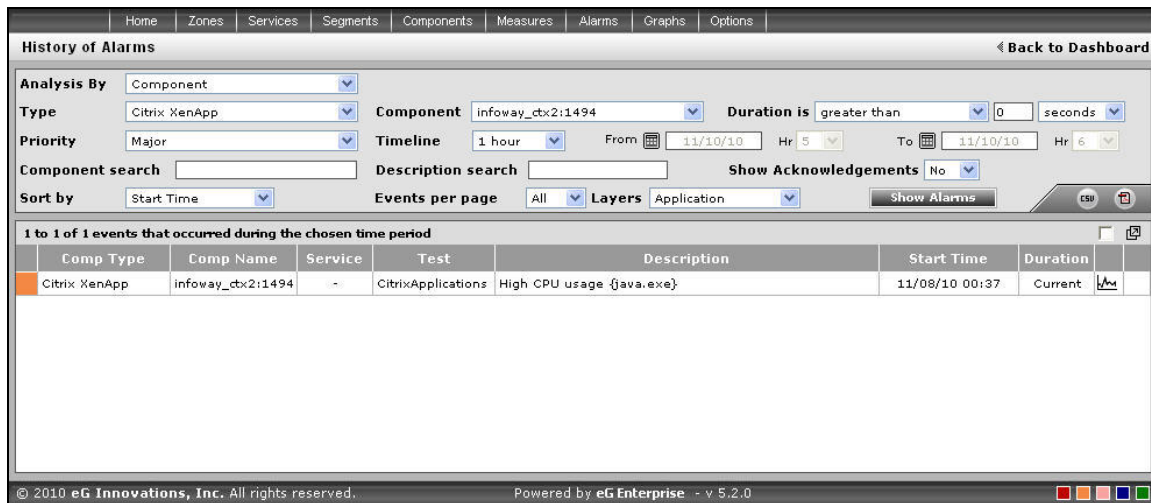 Home Zones Services Segments Components Measures Alarms Graphs Options
History of Alarms Back to Dashboard
Analysis By Component
Type Citrix XenApp Component infoway_ctx2:1494 Duration is greater than 0 seconds
Priority Major Timeline 1 hour From 11/10/10 Hr 5 To 11/10/10 Hr 6
Component search Description search Show Acknowledgements No
Sort by Start Time Events per page All Layers Application Show Alarms CSV
1 to 1 of 1 events that occurred during the chosen time period
Comp Type Comp Name Service Test Description Start Time Duration
Citrix XenApp infoway_ctx2:1494 - CitrixApplications High CPU usage {java.exe} 11/08/10 00:37 Current
© 2010 eG Innovations, Inc. All rights reserved. Powered by eG Enterprise - v 5.2.0